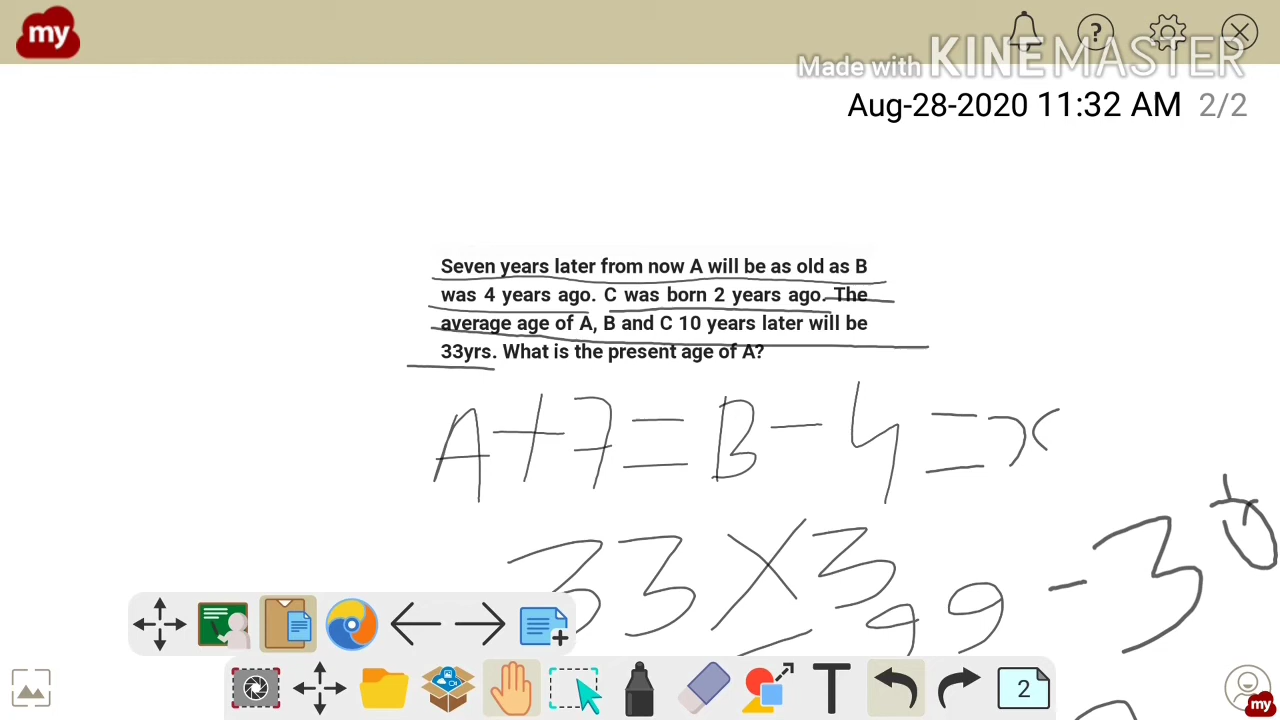 my
Made with KINEMASTER
Aug-28-2020 11:32 AM 2/2
Seven years later from now A will be as old as B
was 4 years ago. C was born 2 years ago. The
average age of A, B and C 10 years later will be
33yrs. What is the present age of A?
A+7=B-4=x
33×3
99-30
T
2
my